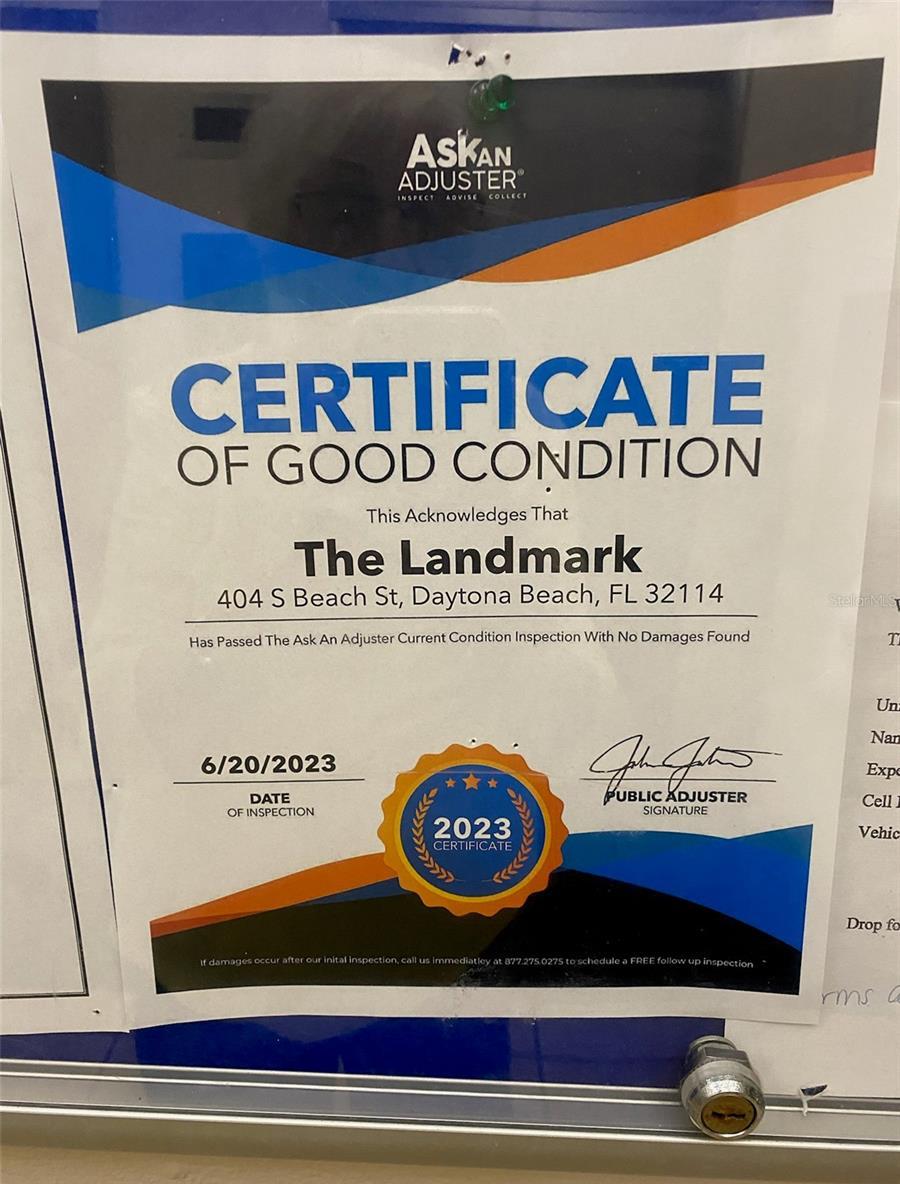 ASK AN
ADJUSTER®
INSPECT ADVISE COLLECT
CERTIFICATE
OF GOOD CONDITION
This Acknowledges That
The Landmark
404 S Beach St, Daytona Beach, FL 32114
Has Passed The Ask An Adjuster Current Condition Inspection With No Damages Found
6/20/2023
DATE
OF INSPECTION
2023
CERTIFICATE
PUBLIC ADJUSTER
SIGNATURE
If damages occur after our inital inspection, call us immediatley at 877.275.0275 to schedule a FREE follow up inspection
StellarMLS
Cell
Drop